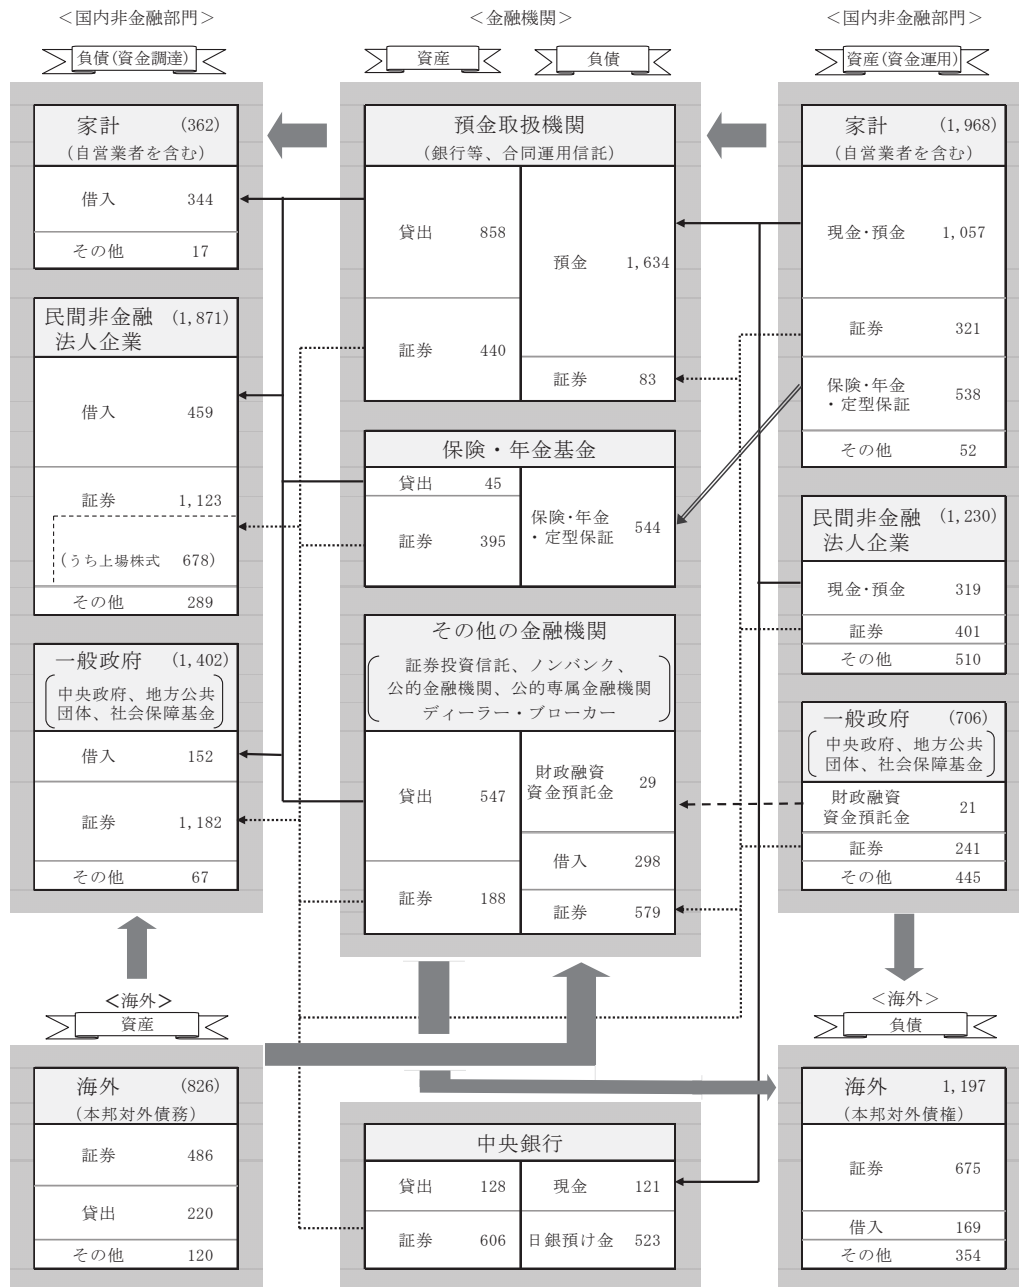 <国内非金融部門>
負債(資金調達)
家計 (362)
(自営業者を含む)
借入 344
その他 17
民間非金融 (1,871)
法人企業
借入 459
証券 1,123
(うち上場株式 678)
その他 289
一般政府 (1,402)
中央政府、地方公共
団体、社会保障基金
借入 152
証券 1,182
その他 67
<海外>
資産
海外 (826)
(本邦対外債務)
証券 486
貸出 220
その他 120
<金融機関>
資産 負債
預金取扱機関
(銀行等、合同運用信託)
貸出 858
証券 440
預金 1,634
証券 83
保険・年金基金
貸出 45
証券 395
保険・年金
・定型保証 544
その他の金融機関
証券投資信託、ノンバンク、
公的金融機関、公的専属金融機関
ディーラー・ブローカー
貸出 547
証券 188
財政融資
資金預託金 29
借入 298
証券 579
中央銀行
貸出 128
証券 606
現金 121
日銀預け金 523
<国内非金融部門>
資産(資金運用)
家計 (1,968)
(自営業者を含む)
現金・預金 1,057
証券 321
保険・年金
・定型保証 538
その他 52
民間非金融 (1,230)
法人企業
現金・預金 319
証券 401
その他 510
一般政府 (706)
中央政府、地方公共
団体、社会保障基金
財政融資
資金預託金 21
証券 241
その他 445
<海外>
負債
海外 1,197
(本邦対外債権)
証券 675
借入 169
その他 354